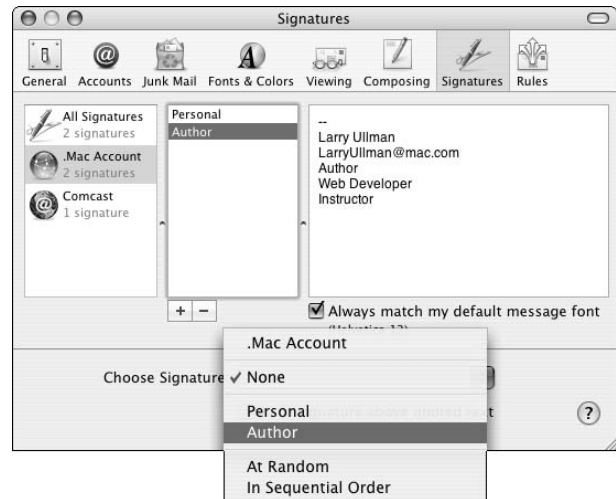 Signatures
General Accounts Junk Mail Fonts & Colors Viewing Composing Signatures Rules
All Signatures
2 signatures
.Mac Account
2 signatures
Comcast
1 signature
Personal
Author
--
Larry Ullman
LarryUllman@mac.com
Author
Web Developer
Instructor
+ −
Always match my default message font
Choose Signature
.Mac Account
✓ None
Personal
Author
At Random
In Sequential Order
?